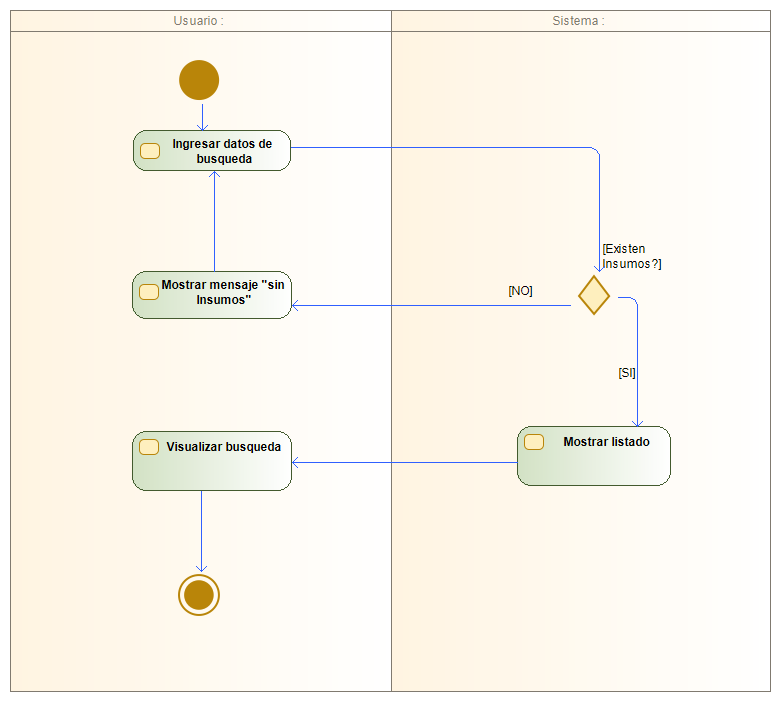 Usuario :
Sistema :
Ingresar datos de
busqueda
[Existen
Insumos?]
Mostrar mensaje "sin
Insumos"
[NO]
[SI]
Visualizar busqueda
Mostrar listado